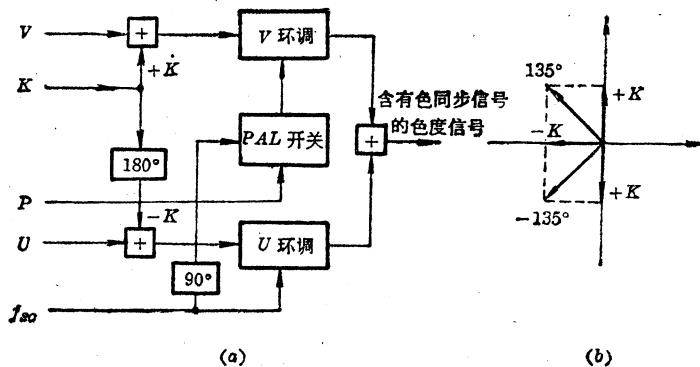 V
+
V 环调
+K̇
K
含有色同步信号
的色度信号
PAL 开关
+
180°
P
-K
U
+
U 环调
90°
fsc
(a)
135°
+K
-K
+K
-135°
(b)